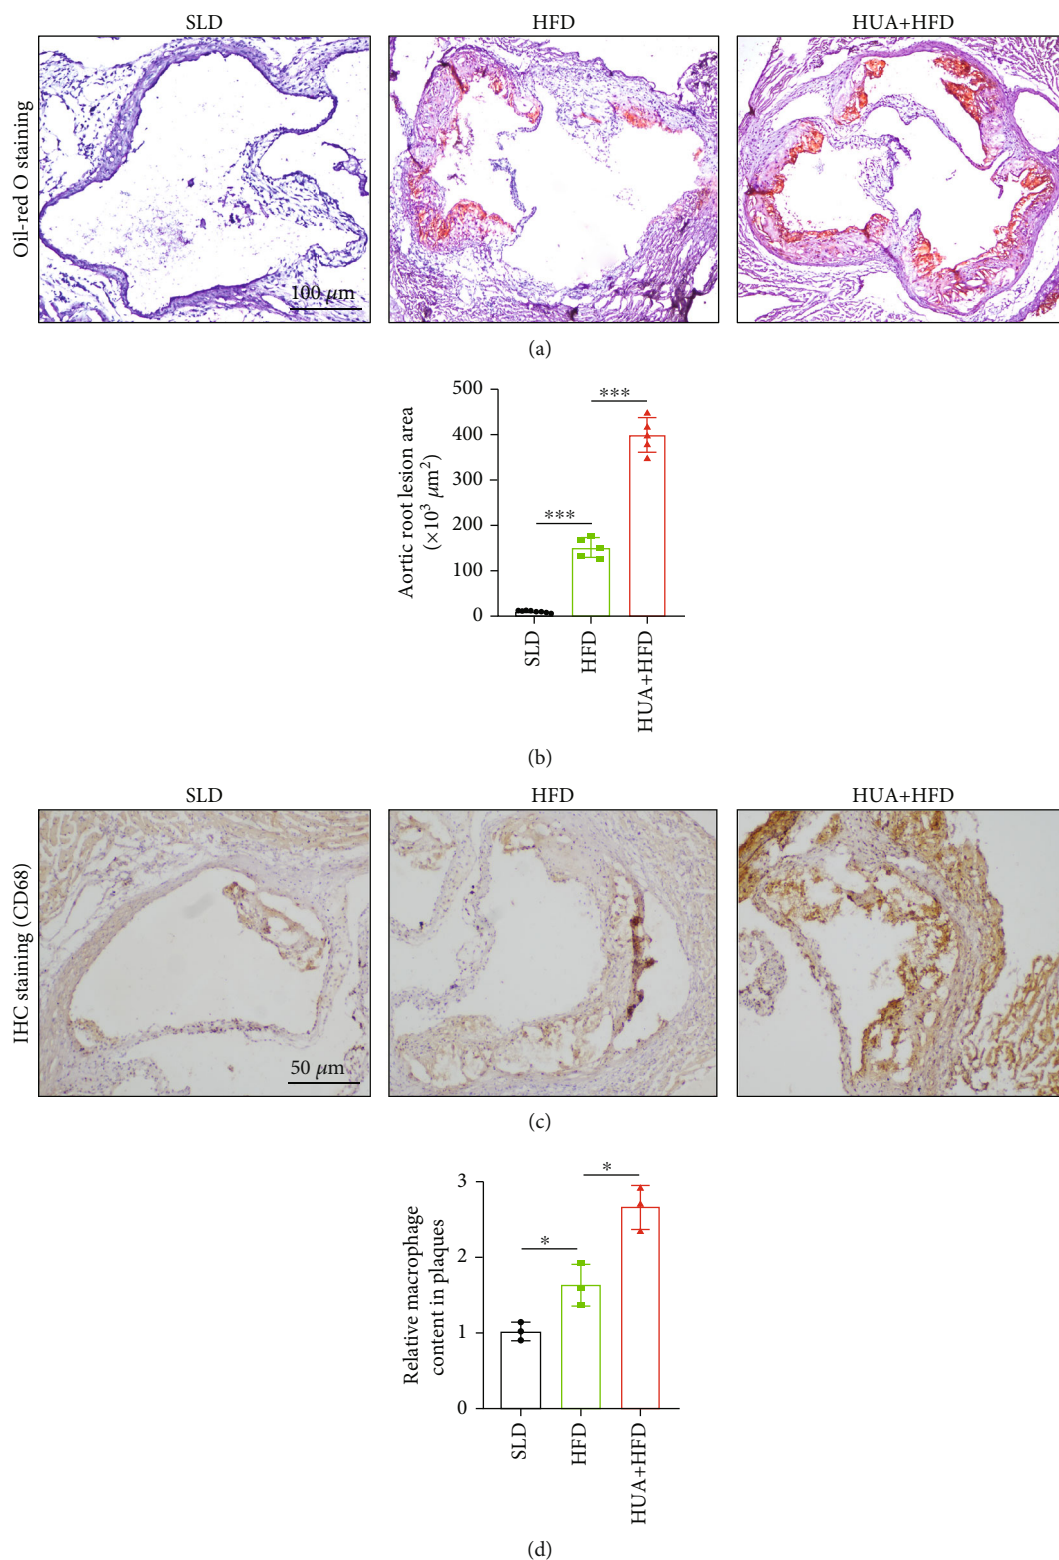 SLD HFD HUA+HFD
Oil-red O staining
100 μm
(a)
Aortic root lesion area
(×10³ μm²)
500
400
300
200
100
0
***
***
SLD
HFD
HUA+HFD
(b)
SLD HFD HUA+HFD
IHC staining (CD68)
50 μm
(c)
Relative macrophage
content in plaques
3
2
1
0
*
*
SLD
HFD
HUA+HFD
(d)